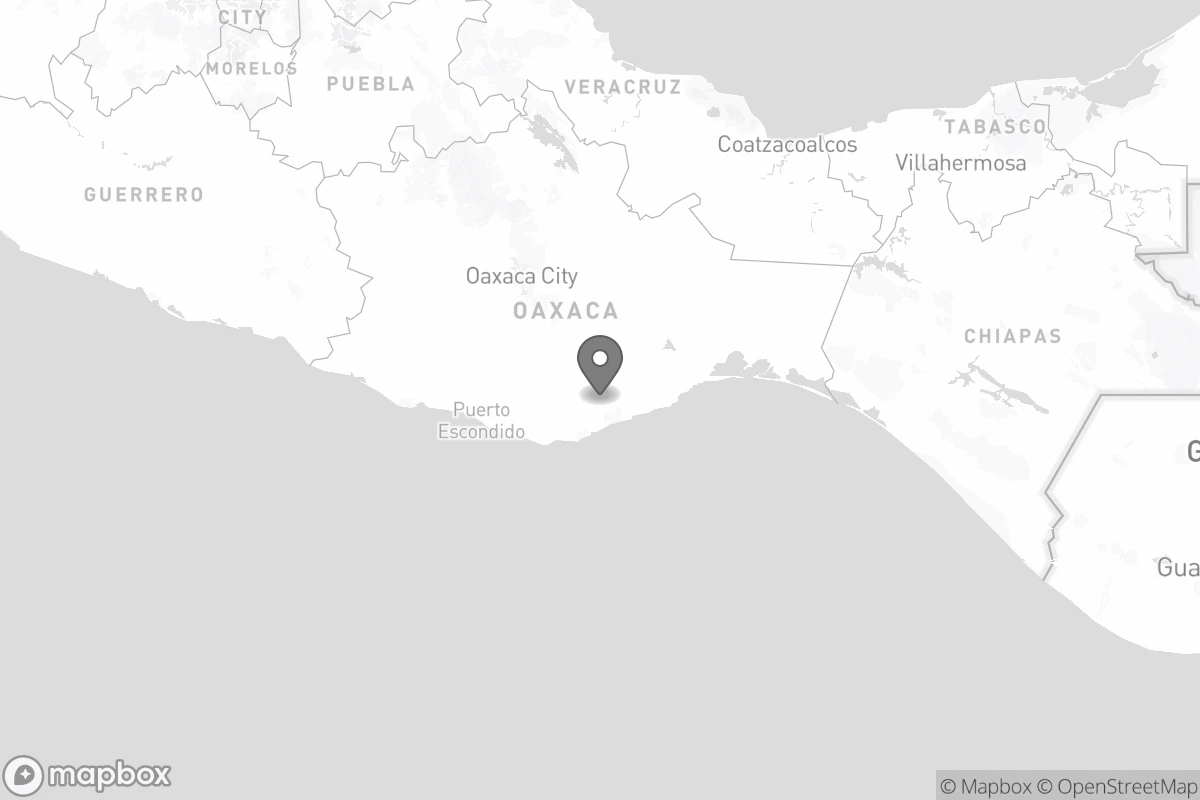 CITY
MORELOS
PUEBLA
VERACRUZ
TABASCO
Coatzacoalcos
Villahermosa
GUERRERO
Oaxaca City
OAXACA
CHIAPAS
Puerto
Escondido
G
Gua
mapbox
© Mapbox © OpenStreetMap